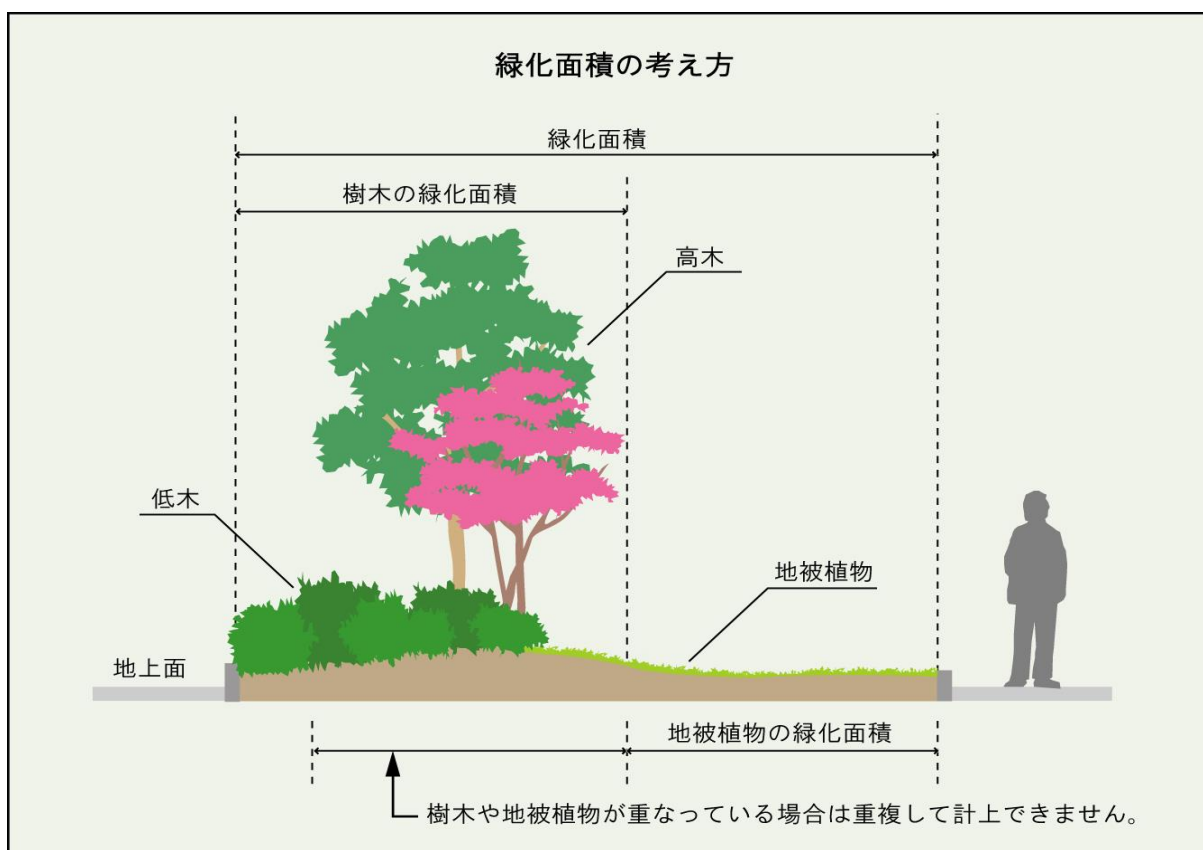 緑化面積の考え方
緑化面積
樹木の緑化面積
高木
低木
地被植物
地上面
地被植物の緑化面積
樹木や地被植物が重なっている場合は重複して計上できません。